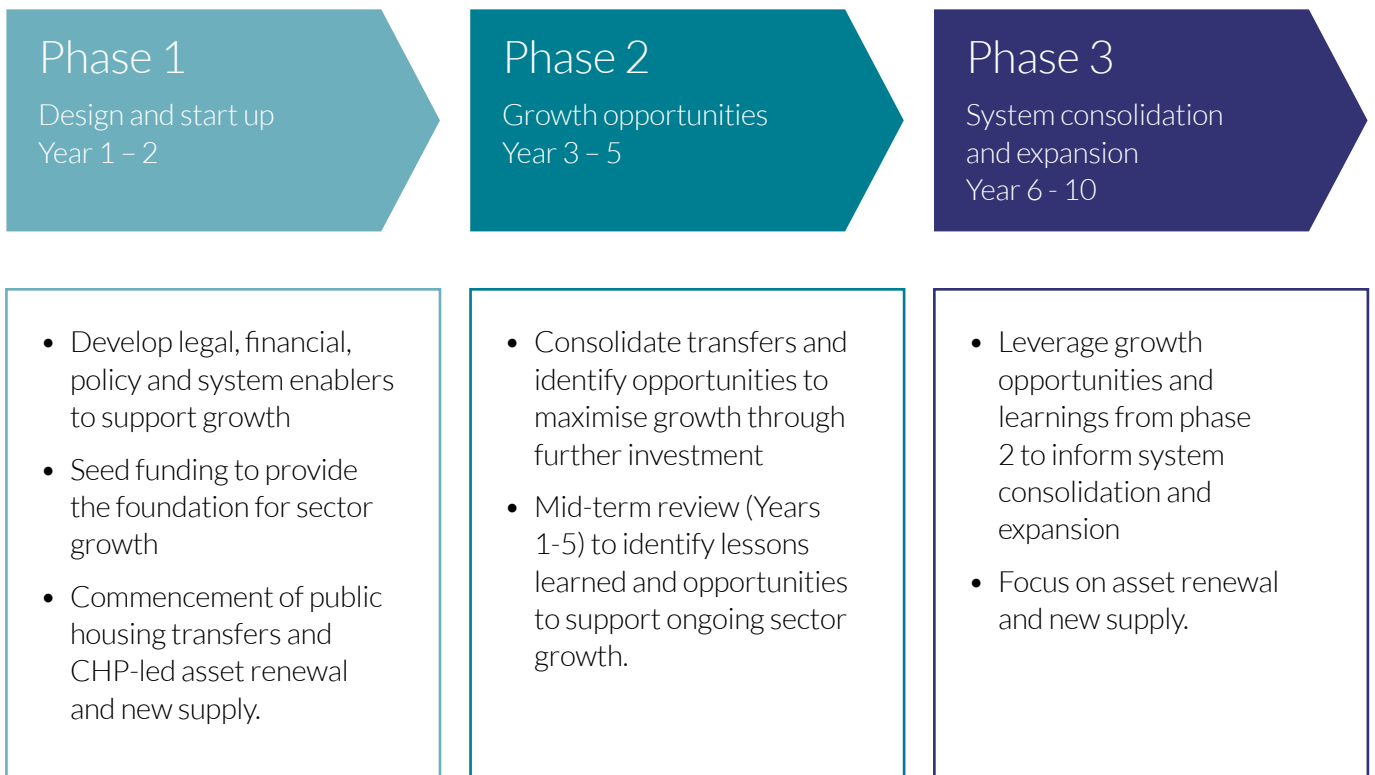 Phase 1
Design and start up
Year 1 – 2
Phase 2
Growth opportunities
Year 3 – 5
Phase 3
System consolidation
and expansion
Year 6 - 10
• Develop legal, financial,
policy and system enablers
to support growth
• Seed funding to provide
the foundation for sector
growth
• Commencement of public
housing transfers and
CHP-led asset renewal
and new supply.
• Consolidate transfers and
identify opportunities to
maximise growth through
further investment
• Mid-term review (Years
1-5) to identify lessons
learned and opportunities
to support ongoing sector
growth.
• Leverage growth
opportunities and
learnings from phase
2 to inform system
consolidation and
expansion
• Focus on asset renewal
and new supply.